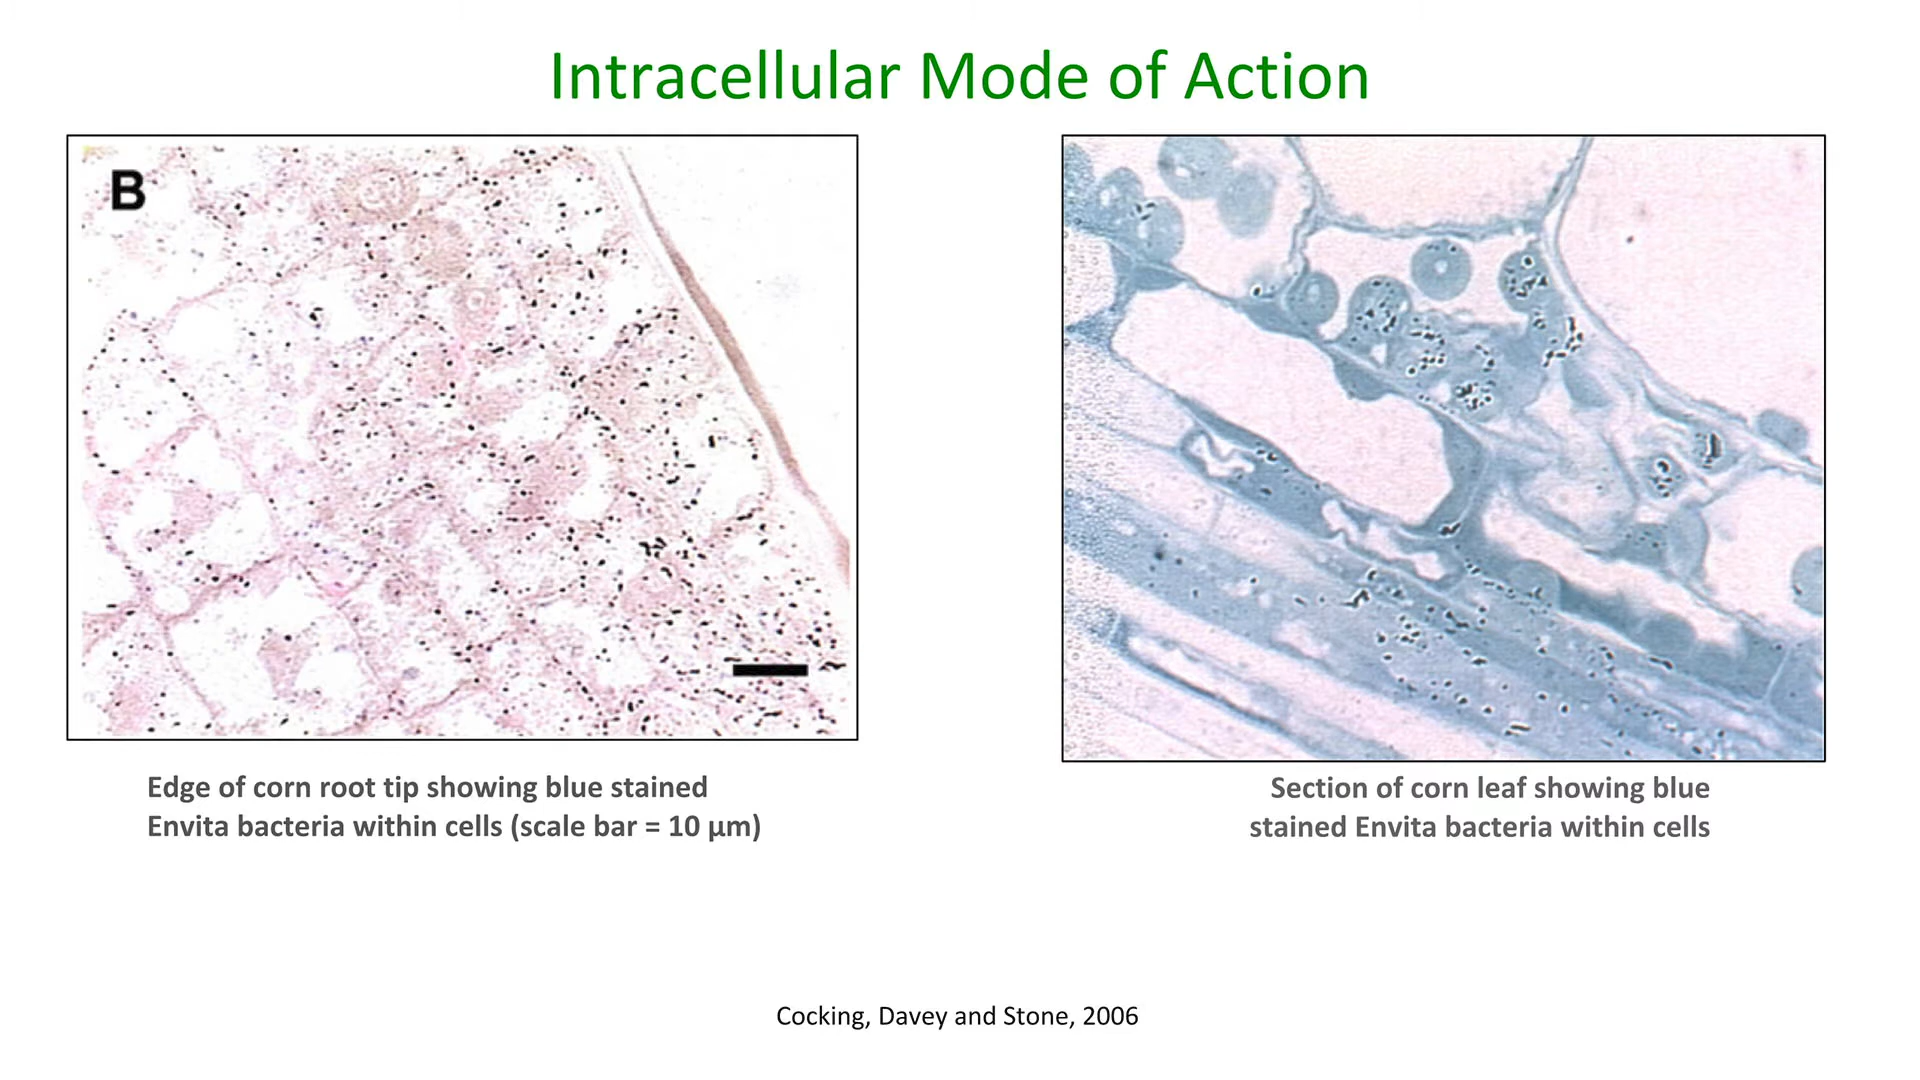 Intracellular Mode of Action
B
Edge of corn root tip showing blue stained
Envita bacteria within cells (scale bar = 10 µm)
Section of corn leaf showing blue
stained Envita bacteria within cells
Cocking, Davey and Stone, 2006